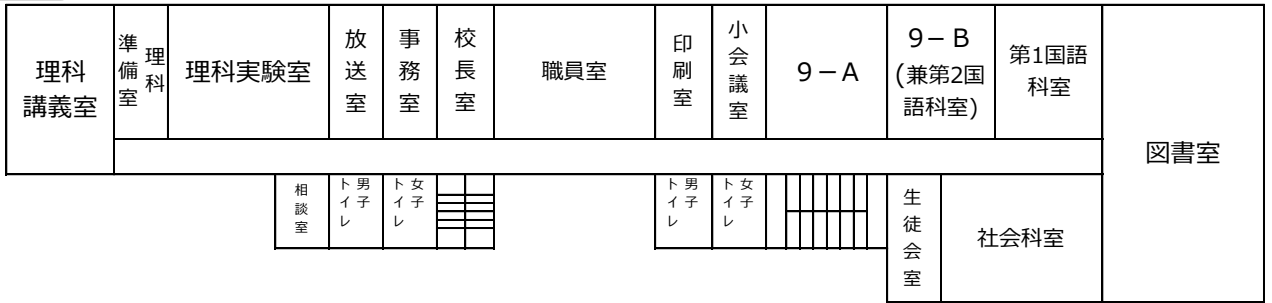 理科
講義室
理科
準備室
理科実験室
放送室
事務室
校長室
職員室
印刷室
小会議室
9－A
9－B
(兼第2国
語科室)
第1国語
科室
図書室
相談室
男子
トイレ
女子
トイレ
男子
トイレ
女子
トイレ
生徒会室
社会科室